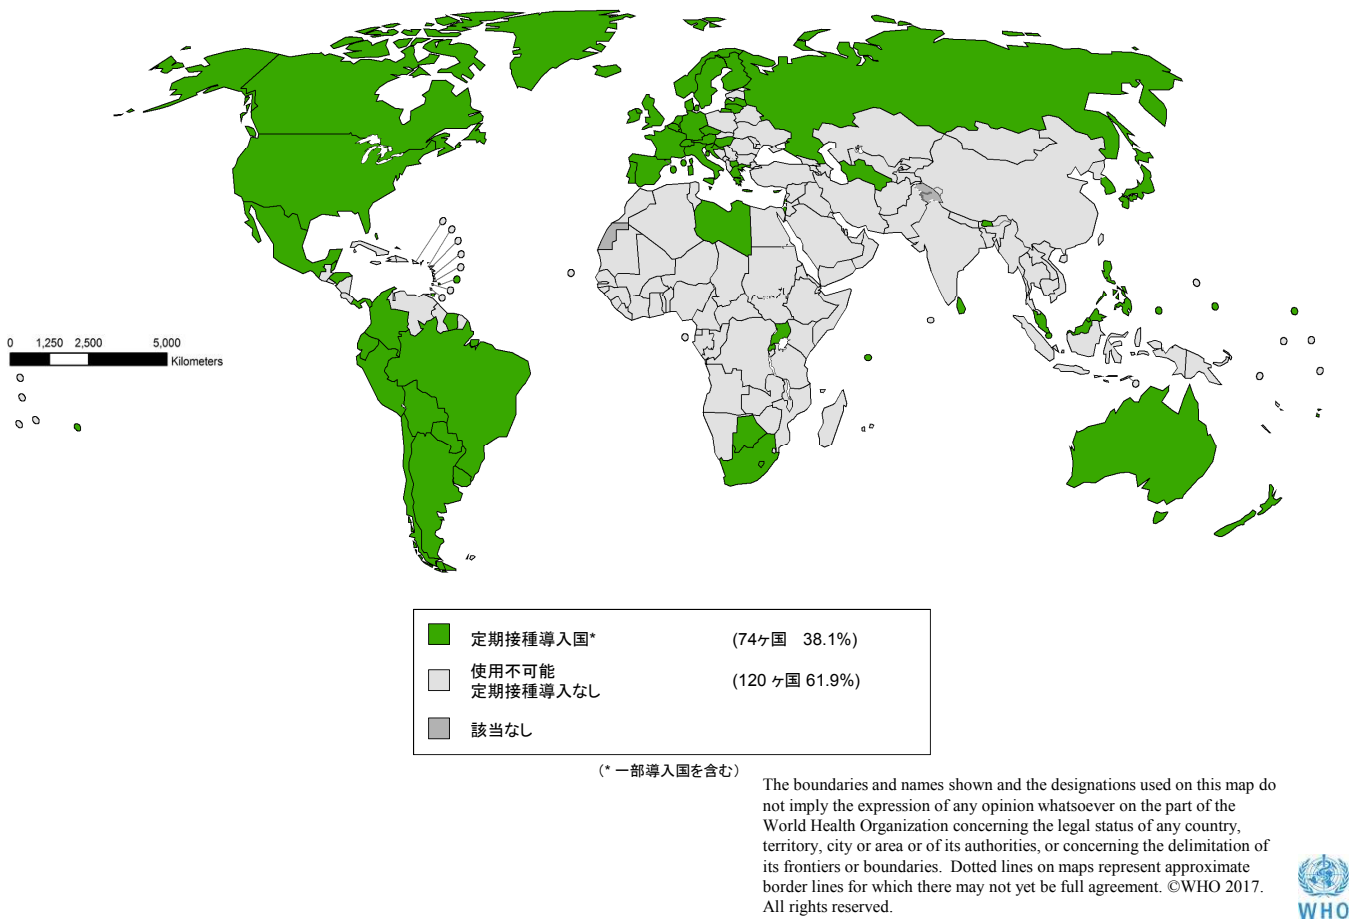 0 1,250 2,500 5,000
Kilometers
定期接種導入国* (74ヶ国 38.1%)
使用不可能
定期接種導入なし (120 ヶ国 61.9%)
該当なし
(* 一部導入国を含む)
The boundaries and names shown and the designations used on this map do
not imply the expression of any opinion whatsoever on the part of the
World Health Organization concerning the legal status of any country,
territory, city or area or of its authorities, or concerning the delimitation of
its frontiers or boundaries. Dotted lines on maps represent approximate
border lines for which there may not yet be full agreement. ©WHO 2017.
All rights reserved.
WHO